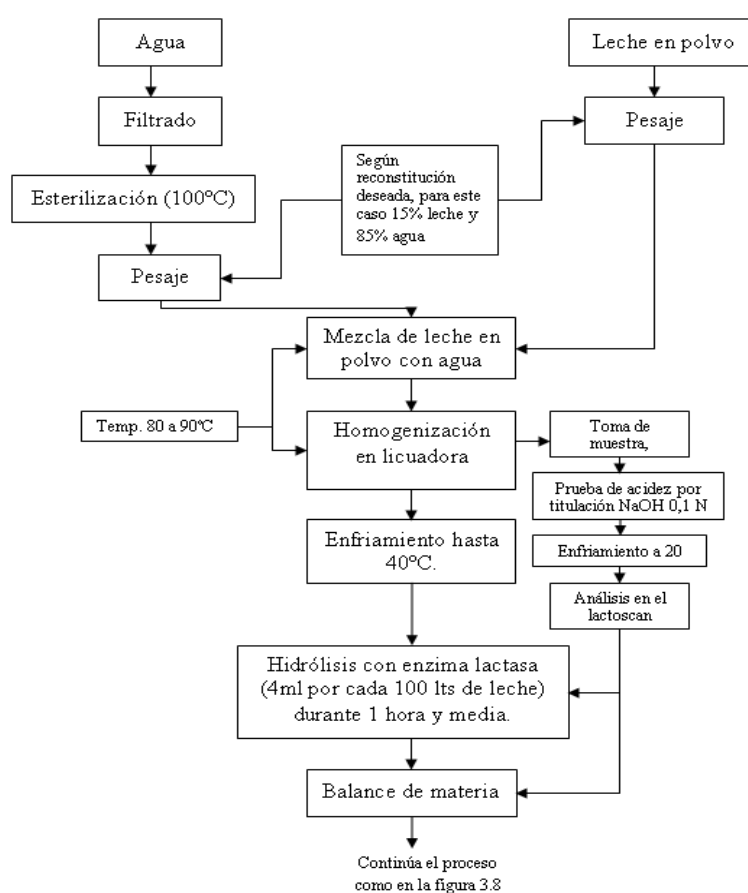 Agua
Leche en polvo
Filtrado
Pesaje
Según
reconstitución
deseada, para este
caso 15% leche y
85% agua
Esterilización (100ºC)
Pesaje
Mezcla de leche en
polvo con agua
Temp. 80 a 90ºC
Homogenización
en licuadora
Toma de
muestra,
Prueba de acidez por
titulación NaOH 0,1 N
Enfriamiento hasta
40ºC.
Enfriamiento a 20
Análisis en el
lactoscan
Hidrólisis con enzima lactasa
(4ml por cada 100 lts de leche)
durante 1 hora y media.
Balance de materia
Continúa el proceso
como en la figura 3.8